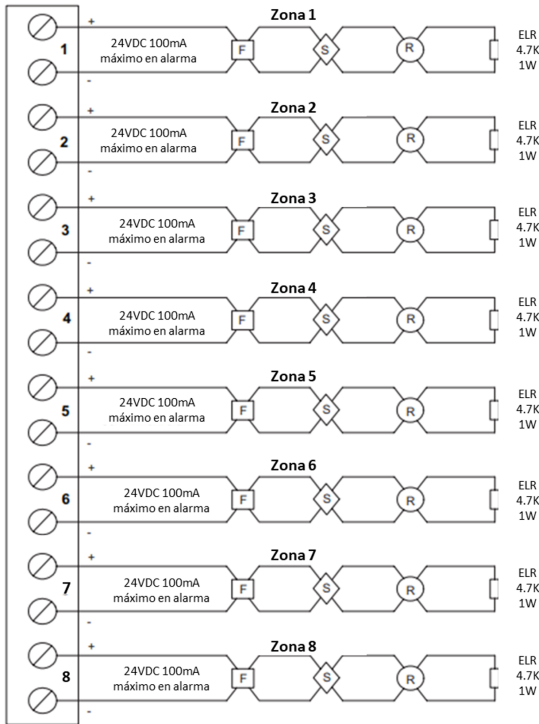 Zona 1
+
1
24VDC 100mA
máximo en alarma
-
F
S
R
ELR
4.7K
1W
Zona 2
+
2
24VDC 100mA
máximo en alarma
-
F
S
R
ELR
4.7K
1W
Zona 3
+
3
24VDC 100mA
máximo en alarma
-
F
S
R
ELR
4.7K
1W
Zona 4
+
4
24VDC 100mA
máximo en alarma
-
F
S
R
ELR
4.7K
1W
Zona 5
+
5
24VDC 100mA
máximo en alarma
-
F
S
R
ELR
4.7K
1W
Zona 6
+
6
24VDC 100mA
máximo en alarma
-
F
S
R
ELR
4.7K
1W
Zona 7
+
7
24VDC 100mA
máximo en alarma
-
F
S
R
ELR
4.7K
1W
Zona 8
+
8
24VDC 100mA
máximo en alarma
-
F
S
R
ELR
4.7K
1W